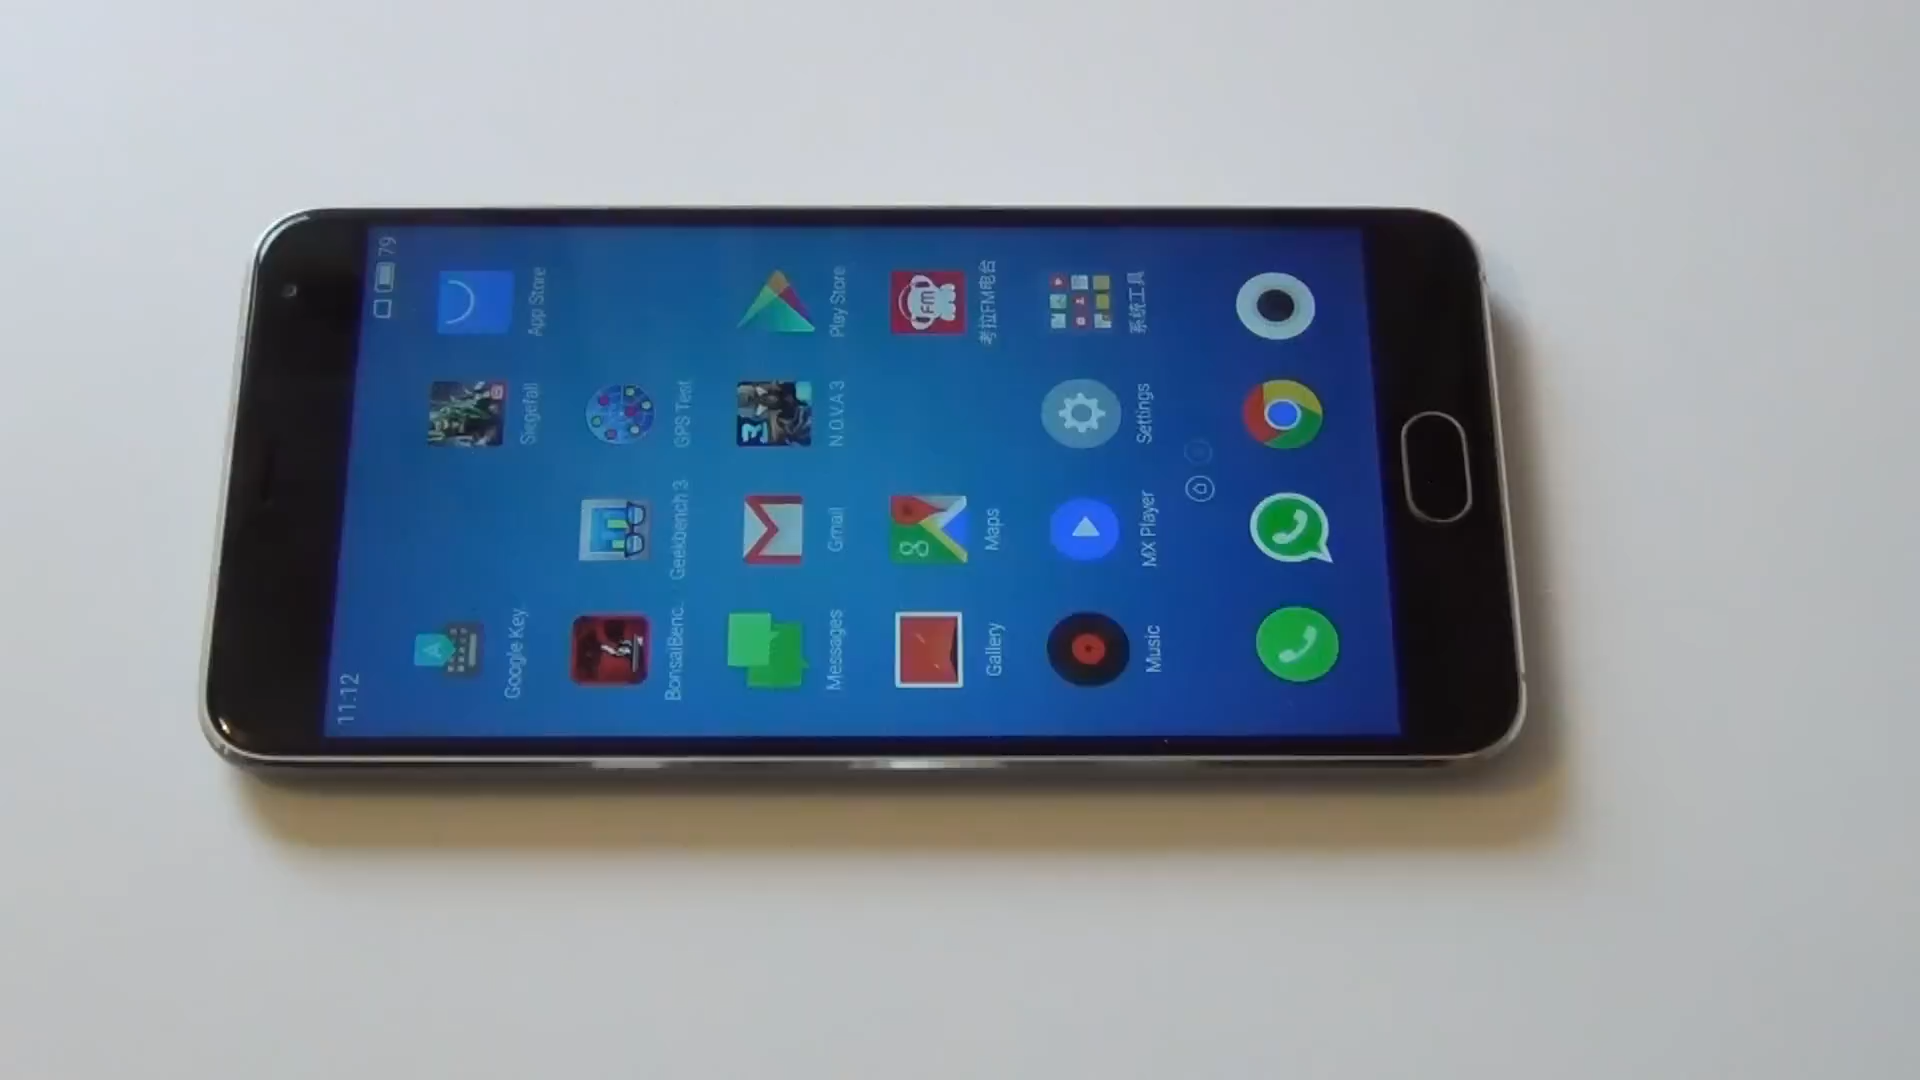 11:12
79
Google Key.
Siegefall
App Store
BonsaiBenc.
Geekbench 3
GPS Test
Messages
Gmail
N.O.V.A 3
Play Store
Gallery
Maps
考拉FM电台
FM
Music
MX Player
Settings
系统工具